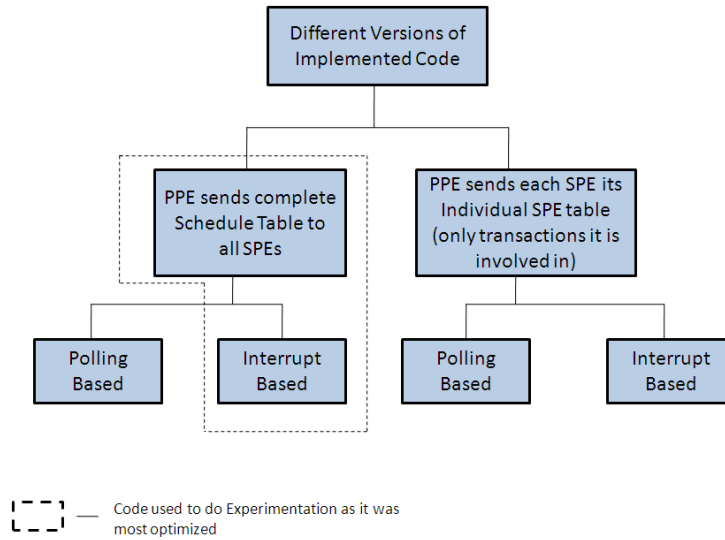 Different Versions of
Implemented Code
PPE sends complete
Schedule Table to
all SPEs
PPE sends each SPE its
Individual SPE table
(only transactions it is
involved in)
Polling
Based
Interrupt
Based
Polling
Based
Interrupt
Based
Code used to do Experimentation as it was
most optimized